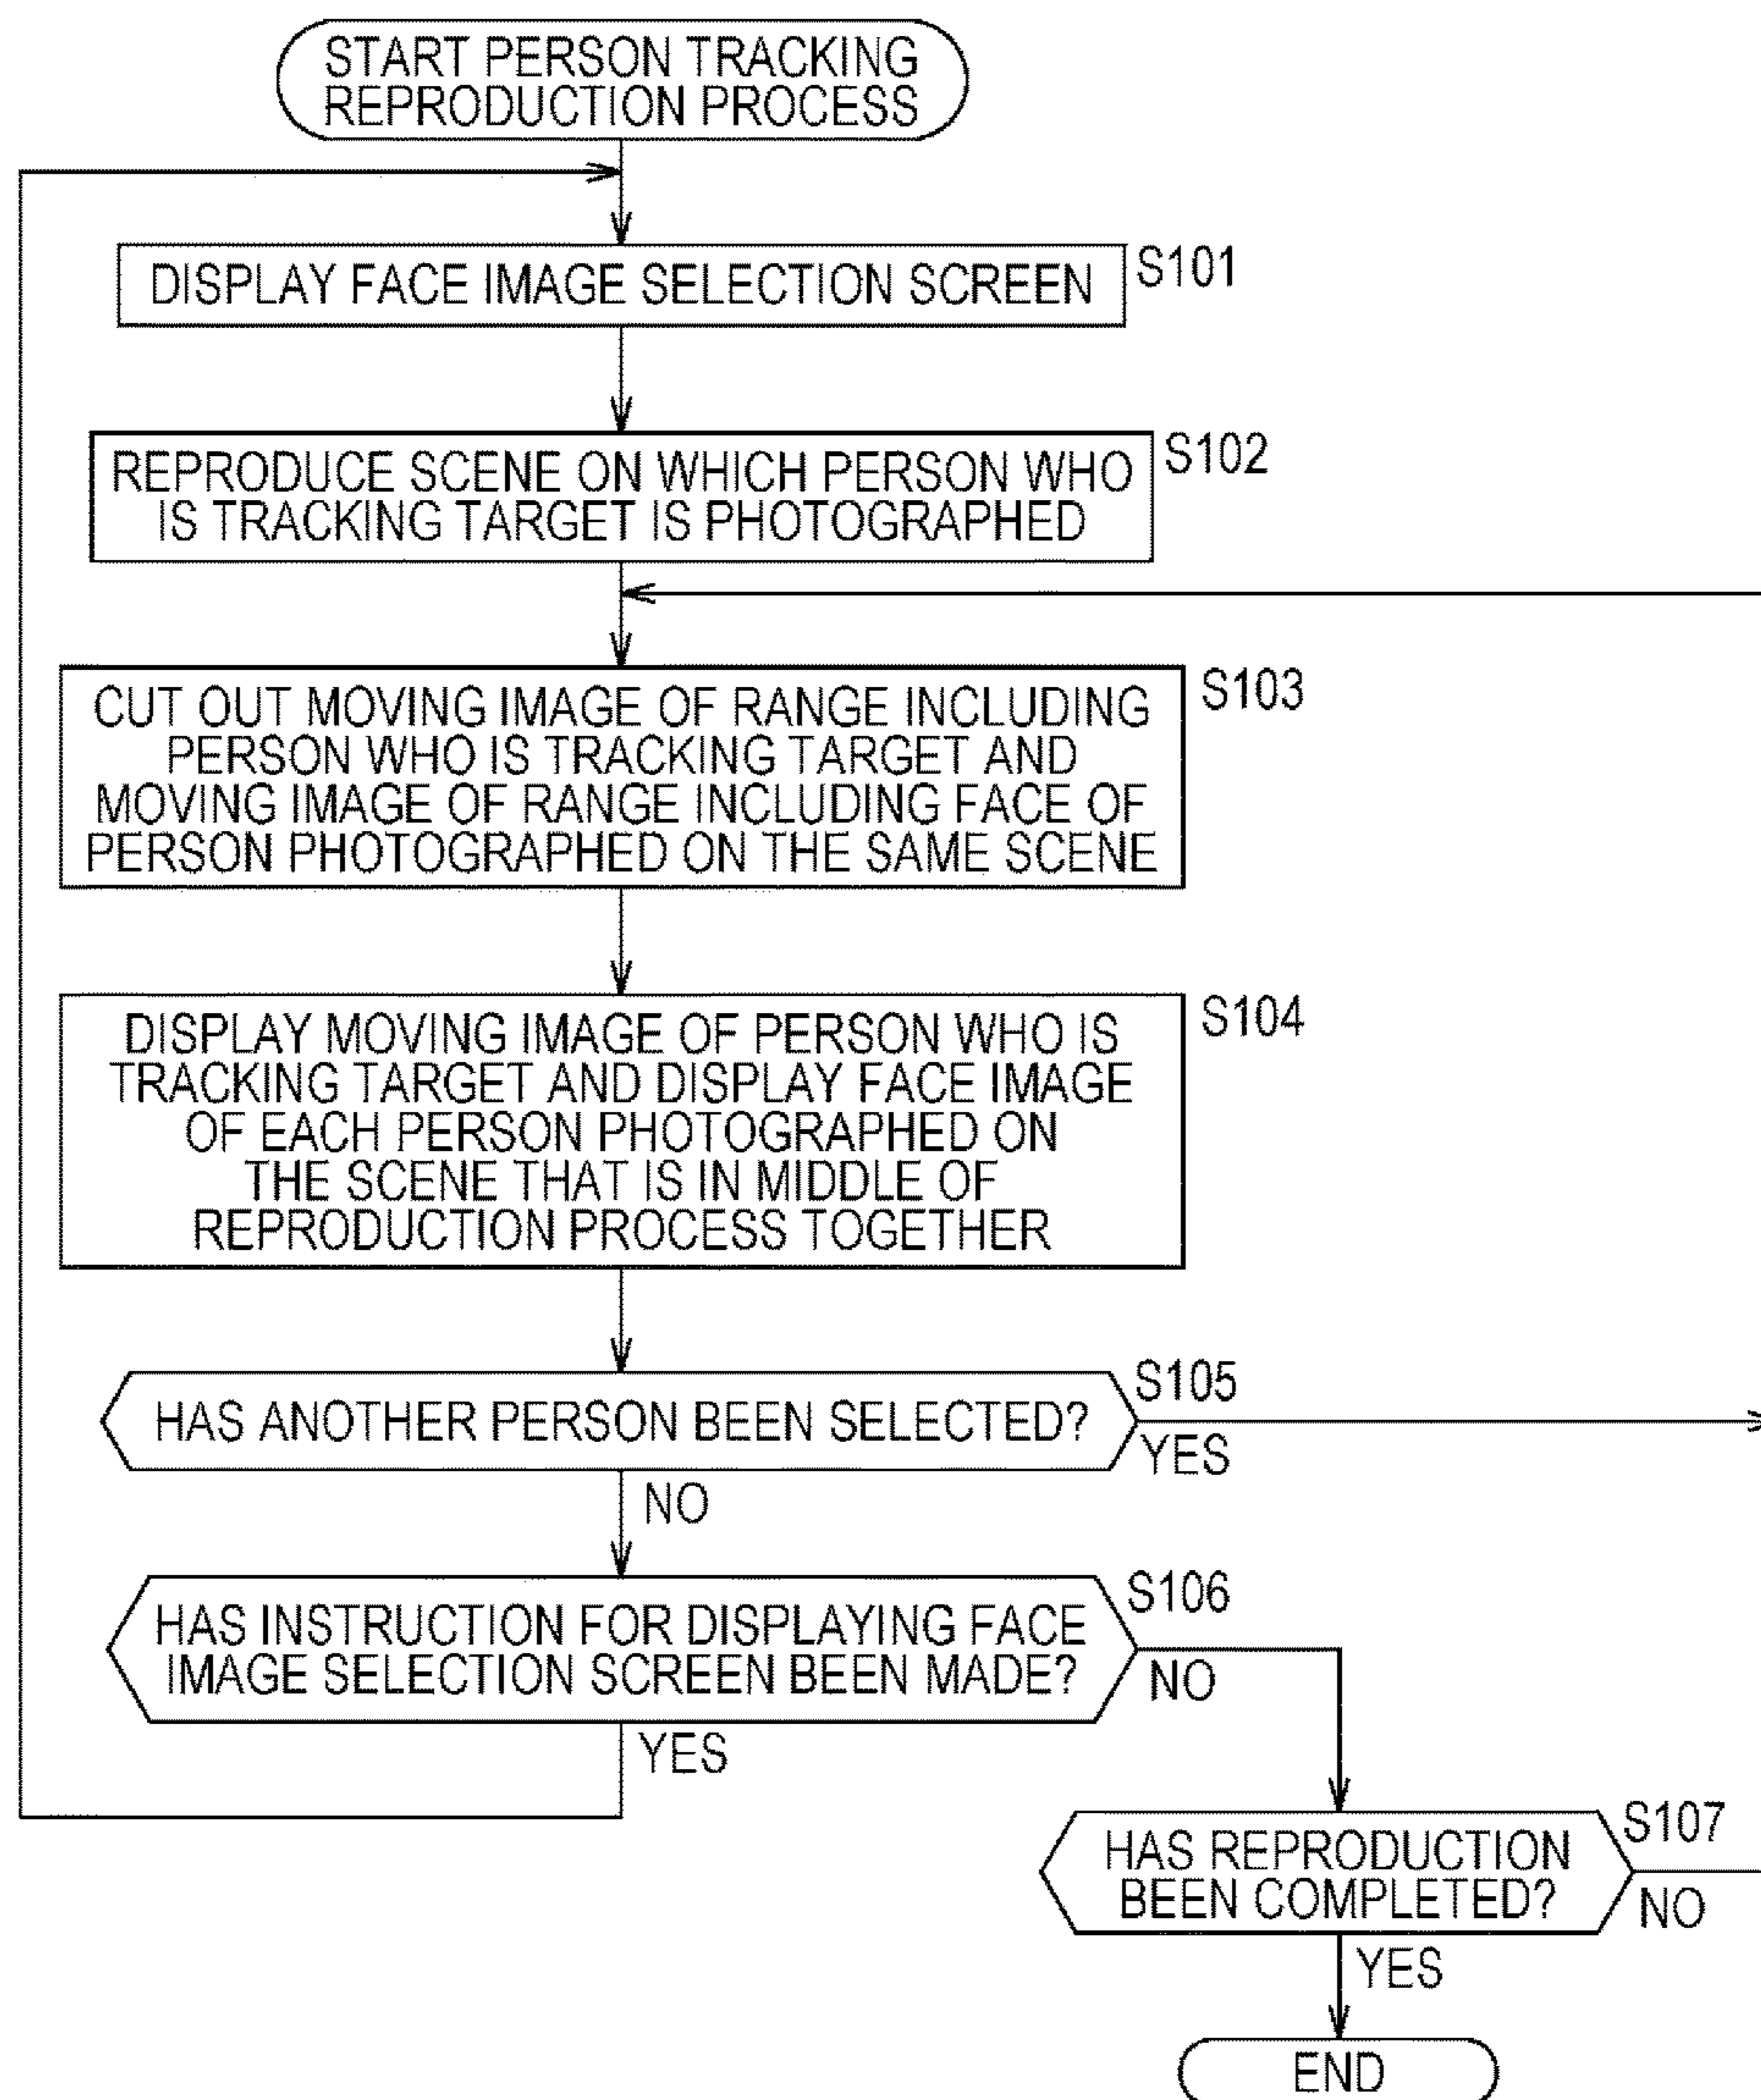 START PERSON TRACKING
REPRODUCTION PROCESS
DISPLAY FACE IMAGE SELECTION SCREEN
S101
REPRODUCE SCENE ON WHICH PERSON WHO
IS TRACKING TARGET IS PHOTOGRAPHED
S102
CUT OUT MOVING IMAGE OF RANGE INCLUDING
PERSON WHO IS TRACKING TARGET AND
MOVING IMAGE OF RANGE INCLUDING FACE OF
PERSON PHOTOGRAPHED ON THE SAME SCENE
S103
DISPLAY MOVING IMAGE OF PERSON WHO IS
TRACKING TARGET AND DISPLAY FACE IMAGE
OF EACH PERSON PHOTOGRAPHED ON
THE SCENE THAT IS IN MIDDLE OF
REPRODUCTION PROCESS TOGETHER
S104
HAS ANOTHER PERSON BEEN SELECTED?
S105
YES
NO
HAS INSTRUCTION FOR DISPLAYING FACE
IMAGE SELECTION SCREEN BEEN MADE?
S106
NO
YES
HAS REPRODUCTION
BEEN COMPLETED?
S107
NO
YES
END